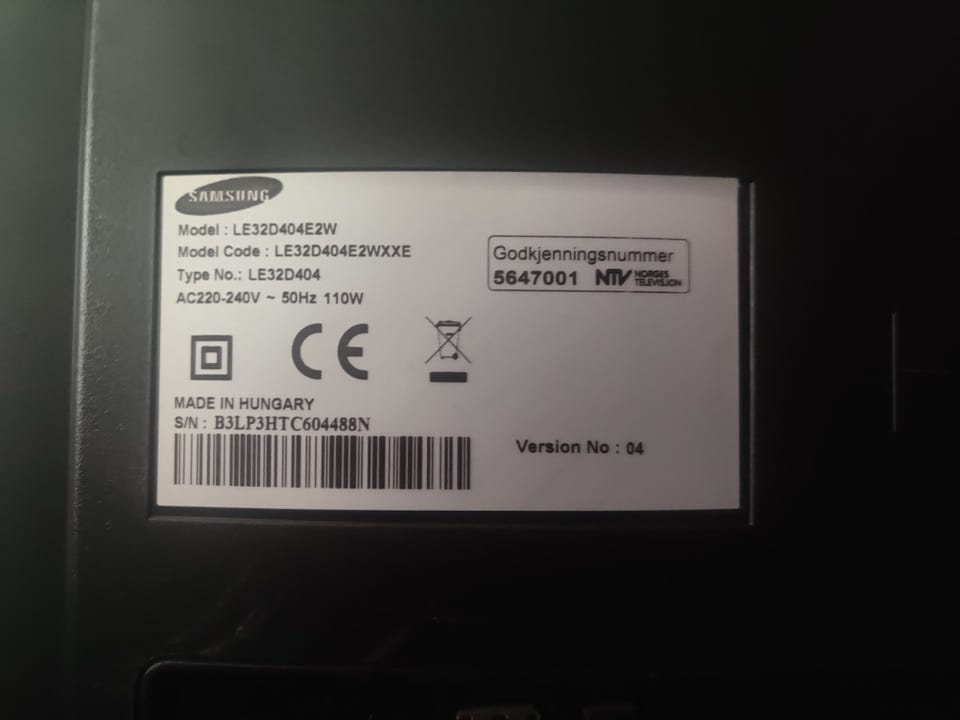 SAMSUNG
Model : LE32D404E2W
Model Code : LE32D404E2WXXE
Type No.: LE32D404
AC220-240V ~ 50Hz 110W
Godkjenningsnummer
5647001 NTV NORGES TELEVISJON
CE
MADE IN HUNGARY
S/N : B3LP3HTC604488N
Version No : 04